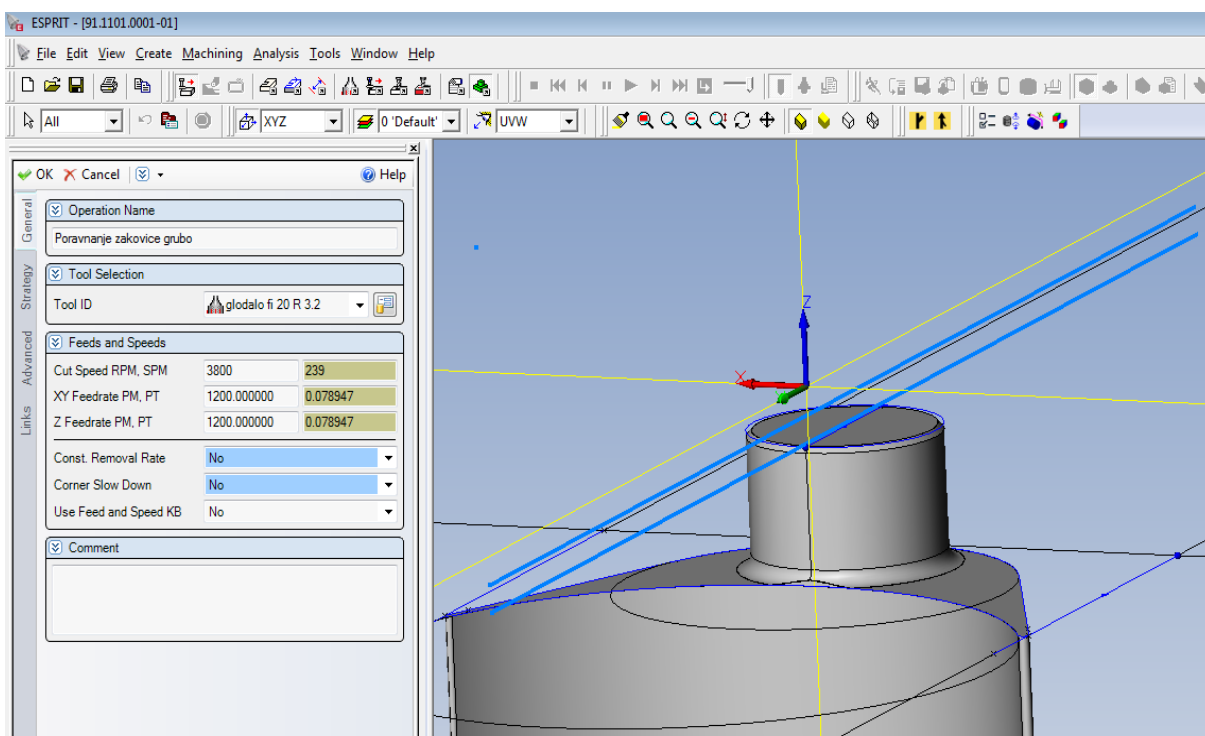 ESPRIT - [91.1101.0001-01]
File Edit View Create Machining Analysis Tools Window Help
All XYZ 0 'Default' UVW
OK Cancel Help
General
Strategy
Advanced
Links
Operation Name
Poravnanje zakovice grubo
Tool Selection
Tool ID glodalo fi 20 R 3.2
Feeds and Speeds
Cut Speed RPM, SPM 3800 239
XY Feedrate PM, PT 1200.000000 0.078947
Z Feedrate PM, PT 1200.000000 0.078947
Const. Removal Rate No
Corner Slow Down No
Use Feed and Speed KB No
Comment
Z
X